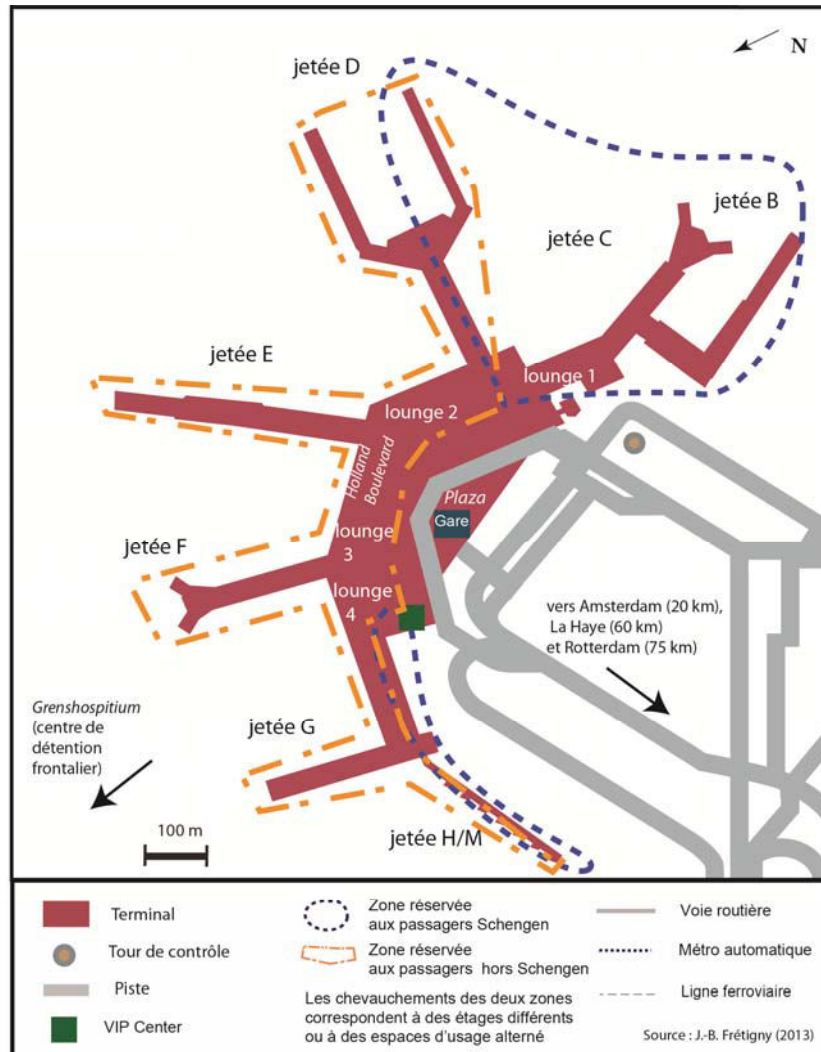 N
jetée D
jetée B
jetée C
jetée E
lounge 1
lounge 2
Holland
Boulevard
Plaza
Gare
jetée F
lounge
3
lounge
4
vers Amsterdam (20 km),
La Haye (60 km)
et Rotterdam (75 km)
Grenshospitium
(centre de
détention
frontalier)
jetée G
100 m
jetée H/M
Terminal
Tour de contrôle
Piste
VIP Center
Zone réservée
aux passagers Schengen
Zone réservée
aux passagers hors Schengen
Les chevauchements des deux zones
correspondent à des étages différents
ou à des espaces d'usage alterné
Voie routière
Métro automatique
Ligne ferroviaire
Source : J.-B. Frétigny (2013)